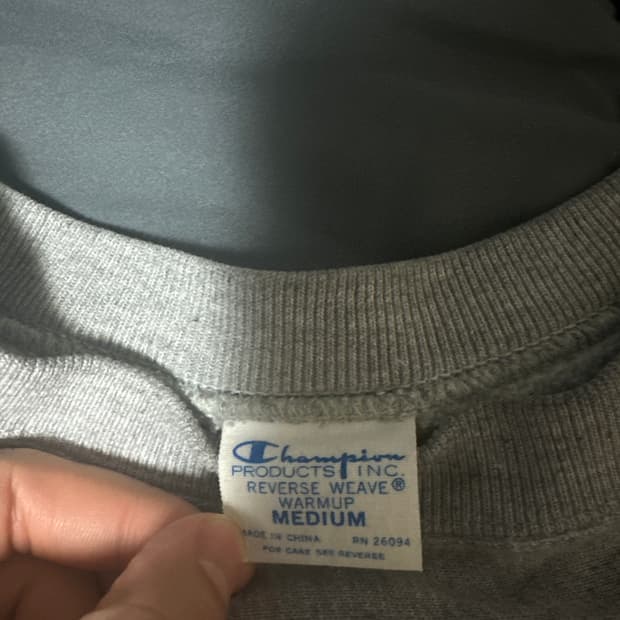 Champion
PRODUCTS INC.
REVERSE WEAVE®
WARMUP
MEDIUM
MADE IN CHINA RN 26094
FOR CARE SEE REVERSE